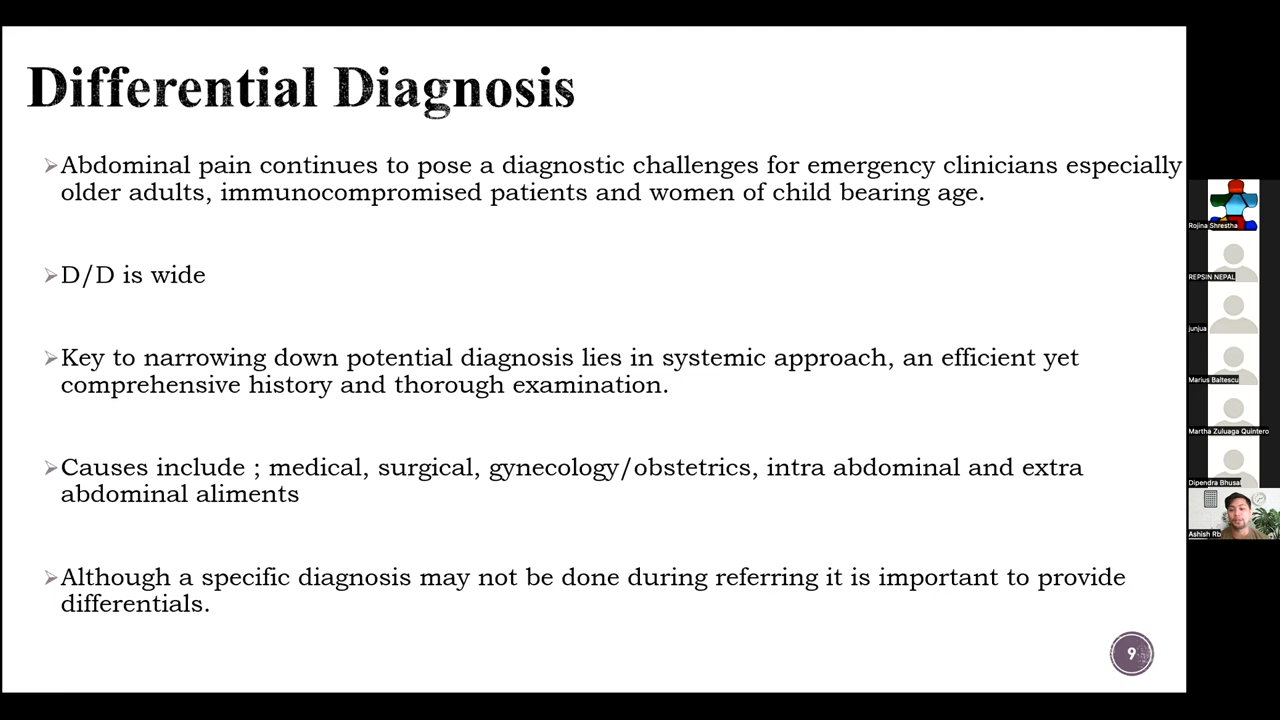 Differential Diagnosis
➢Abdominal pain continues to pose a diagnostic challenges for emergency clinicians especially
older adults, immunocompromised patients and women of child bearing age.
➢D/D is wide
➢Key to narrowing down potential diagnosis lies in systemic approach, an efficient yet
comprehensive history and thorough examination.
➢Causes include ; medical, surgical, gynecology/obstetrics, intra abdominal and extra
abdominal aliments
➢Although a specific diagnosis may not be done during referring it is important to provide
differentials.
9
Rojina Shrestha
REPSIN NEPAL
junjua
Marius Baltescu
Martha Zuluaga Quintero
Dipendra Bhusal
Ashish Rb